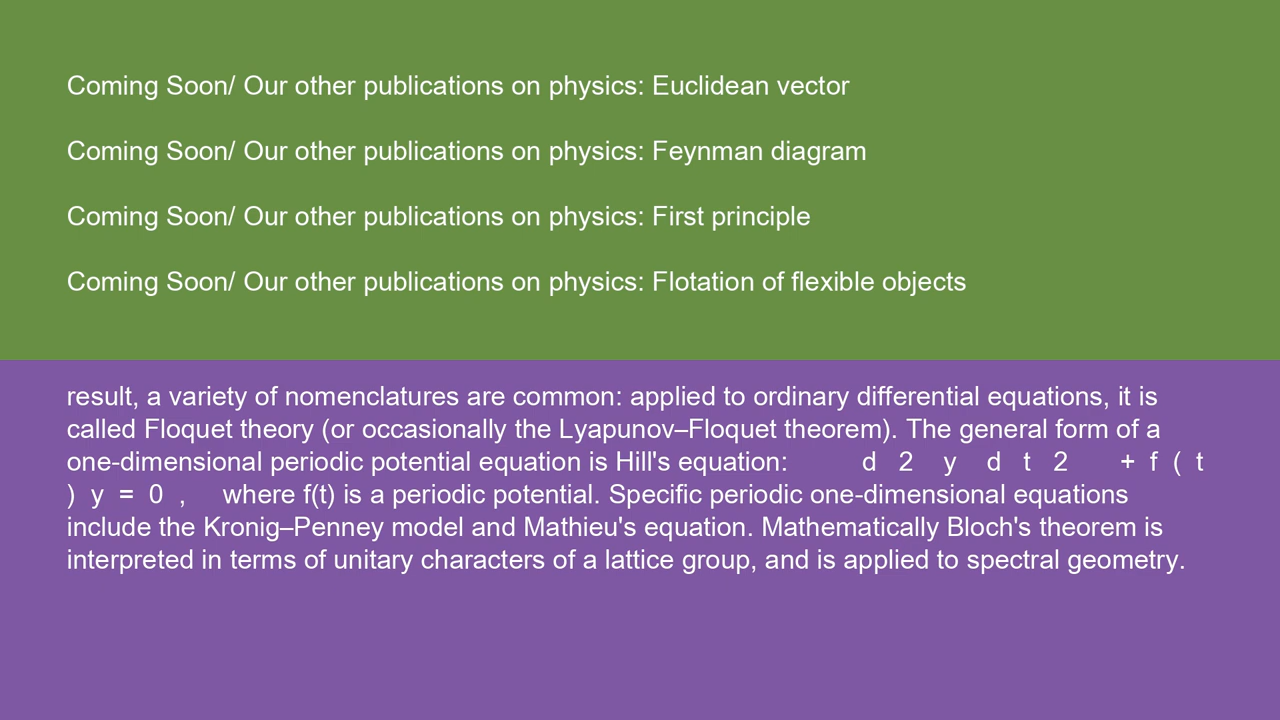 Coming Soon/ Our other publications on physics: Euclidean vector
Coming Soon/ Our other publications on physics: Feynman diagram
Coming Soon/ Our other publications on physics: First principle
Coming Soon/ Our other publications on physics: Flotation of flexible objects
result, a variety of nomenclatures are common: applied to ordinary differential equations, it is
called Floquet theory (or occasionally the Lyapunov–Floquet theorem). The general form of a
one-dimensional periodic potential equation is Hill's equation: d 2 y d t 2 + f ( t
) y = 0 , where f(t) is a periodic potential. Specific periodic one-dimensional equations
include the Kronig–Penney model and Mathieu's equation. Mathematically Bloch's theorem is
interpreted in terms of unitary characters of a lattice group, and is applied to spectral geometry.